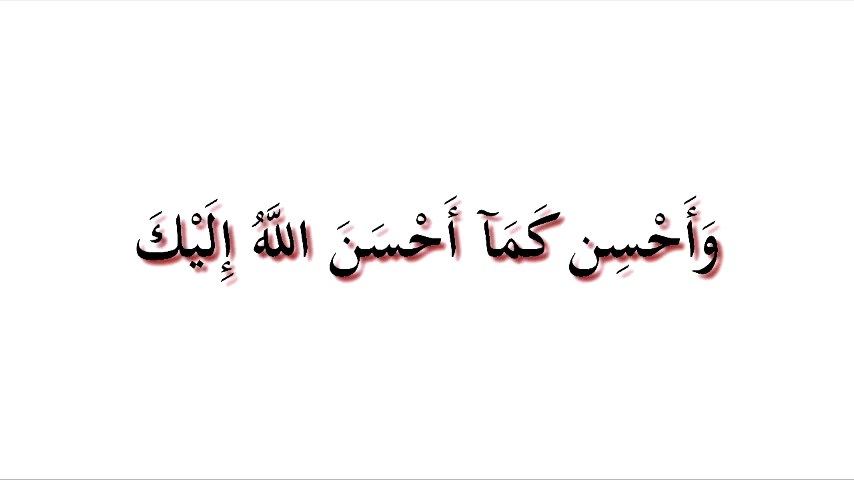 وَأَحْسِن كَمَآ أَحْسَنَ اللَّهُ إِلَيْكَ